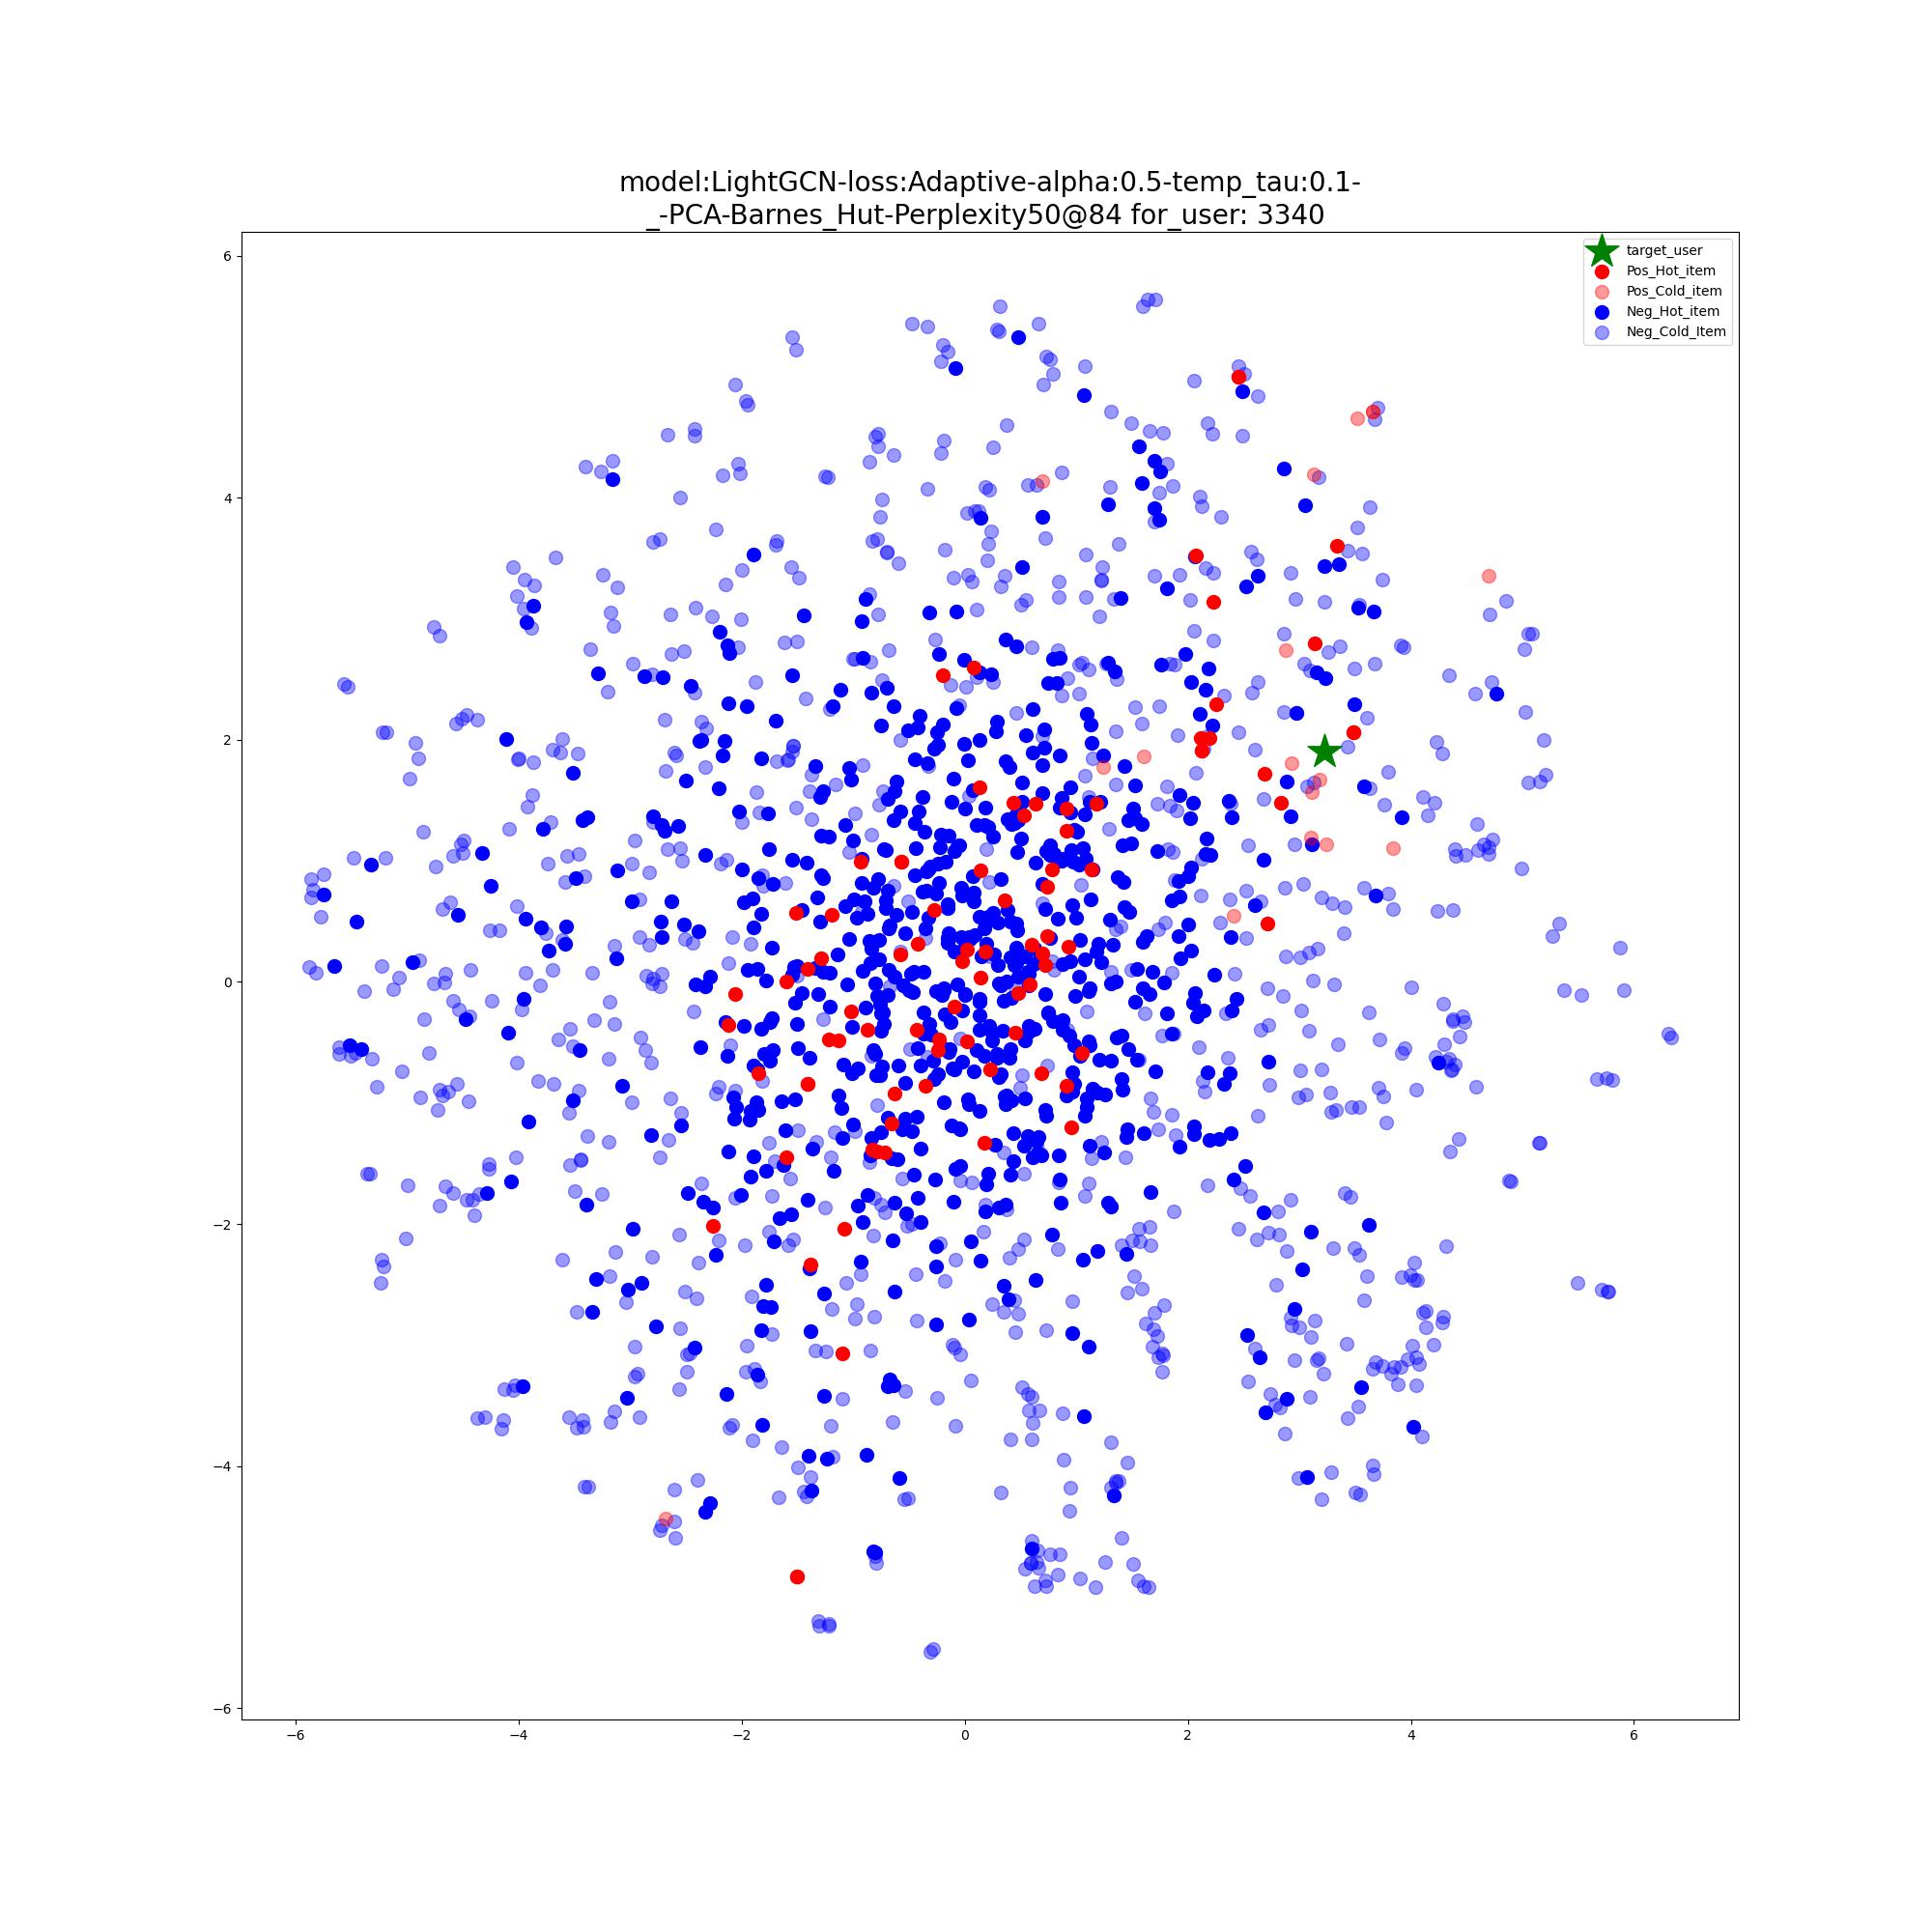 model:LightGCN-loss:Adaptive-alpha:0.5-temp_tau:0.1-
_-PCA-Barnes_Hut-Perplexity50@84 for_user: 3340
target_user
Pos_Hot_item
Pos_Cold_item
Neg_Hot_item
Neg_Cold_Item
6
4
2
0
−2
−4
−6
−6
−4
−2
0
2
4
6